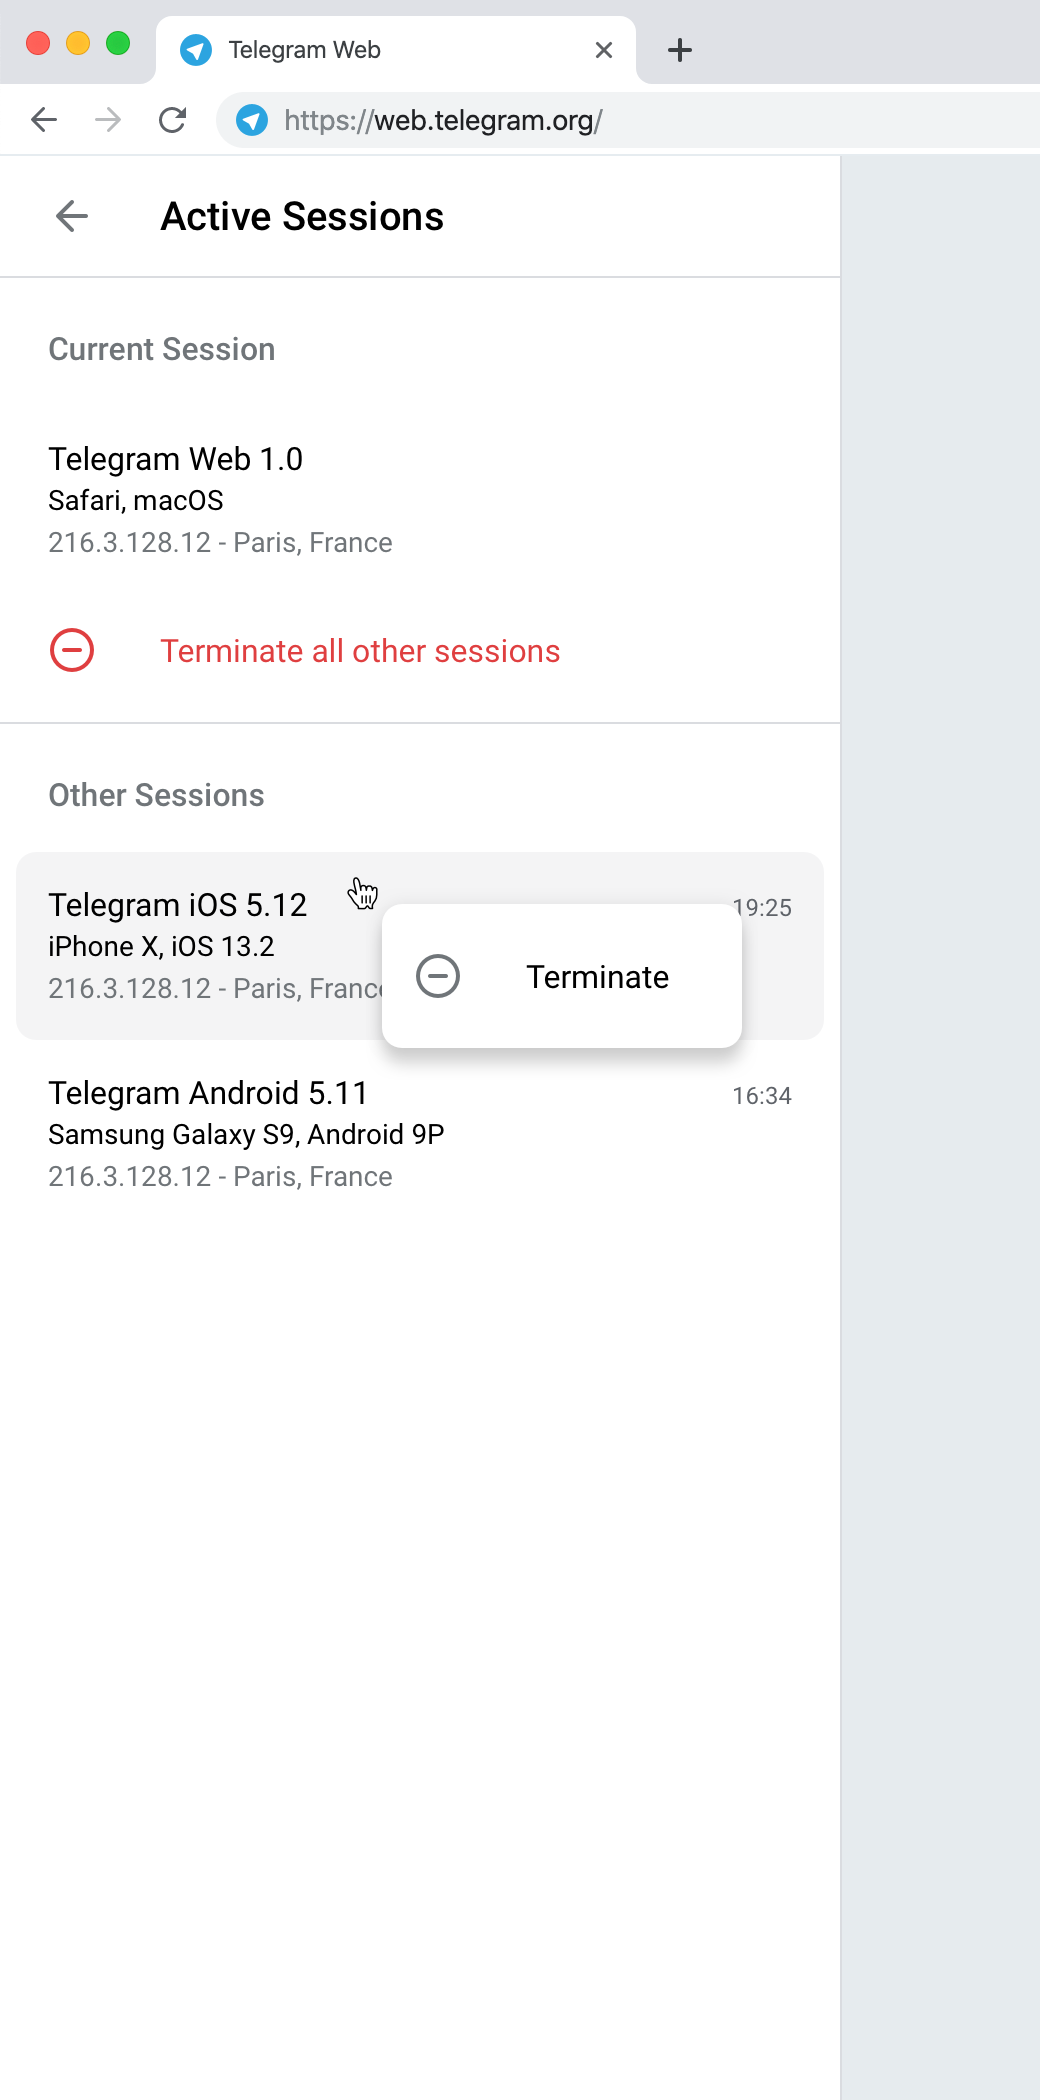 Telegram Web
https://web.telegram.org/
Active Sessions
Current Session
Telegram Web 1.0
Safari, macOS
216.3.128.12 - Paris, France
Terminate all other sessions
Other Sessions
Telegram iOS 5.12
19:25
iPhone X, iOS 13.2
216.3.128.12 - Paris, France
Terminate
Telegram Android 5.11
16:34
Samsung Galaxy S9, Android 9P
216.3.128.12 - Paris, France